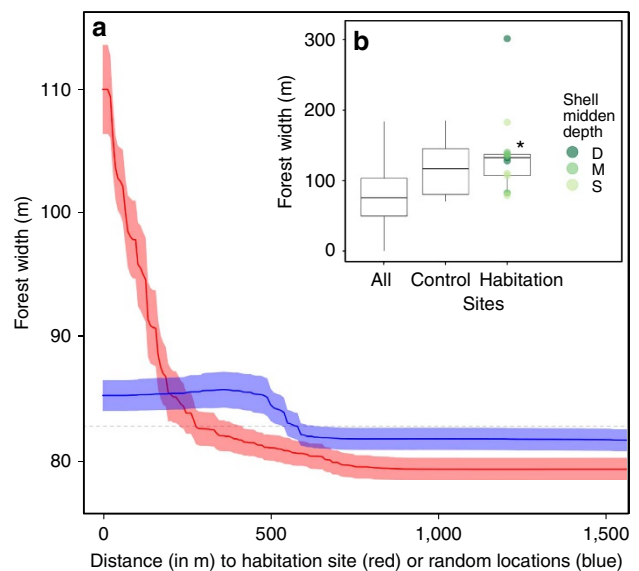 a
Forest width (m)
110
100
90
80
0
500
1,000
1,500
Distance (in m) to habitation site (red) or random locations (blue)
b
Forest width (m)
300
200
100
0
All Control Habitation
Sites
*
Shell
midden
depth
D
M
S